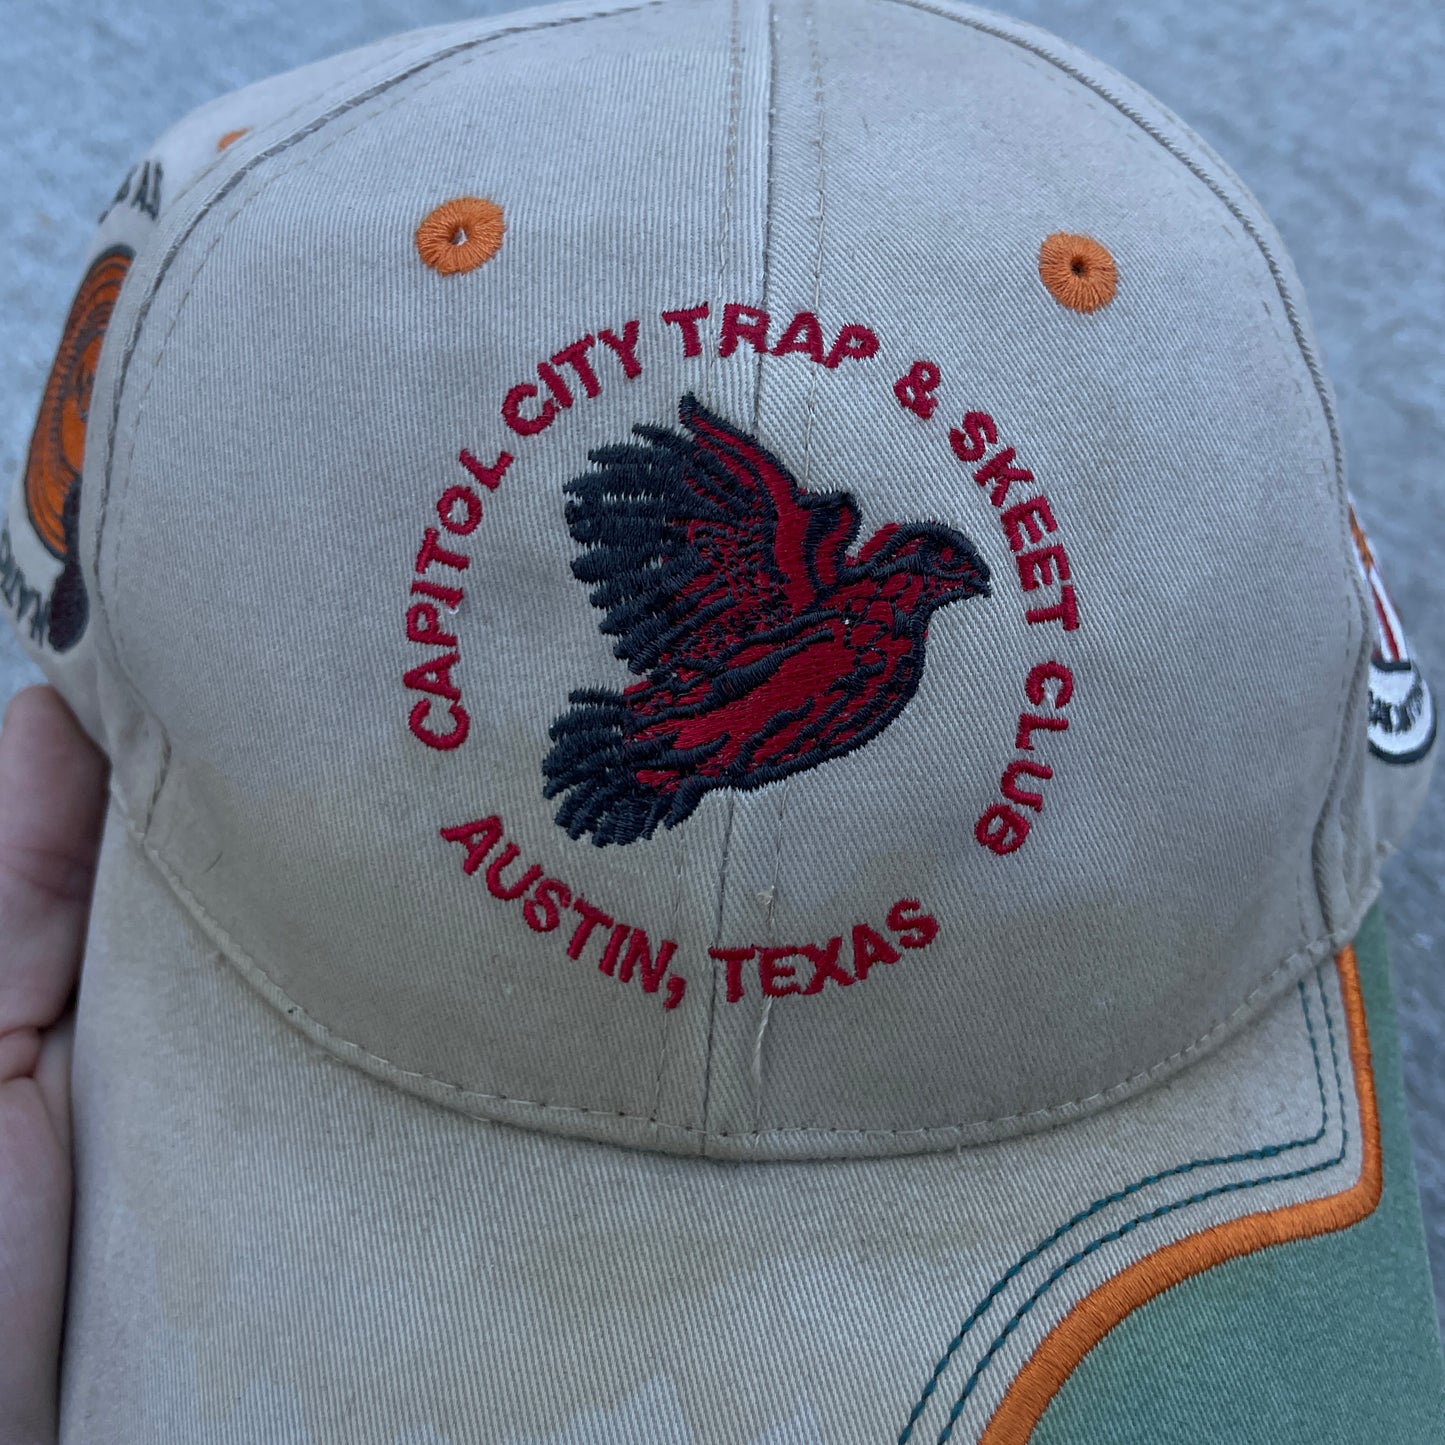 CAPITOL CITY TRAP & SKEET CLUB
AUSTIN, TEXAS